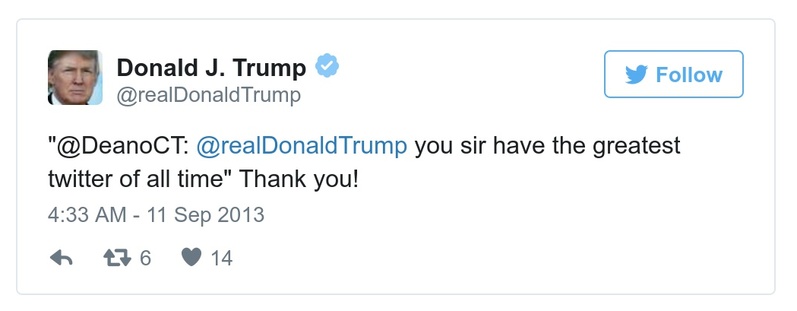 Donald J. Trump
Follow
@realDonaldTrump
"@DeanoCT: @realDonaldTrump you sir have the greatest
twitter of all time" Thank you!
4:33 AM - 11 Sep 2013
6 14